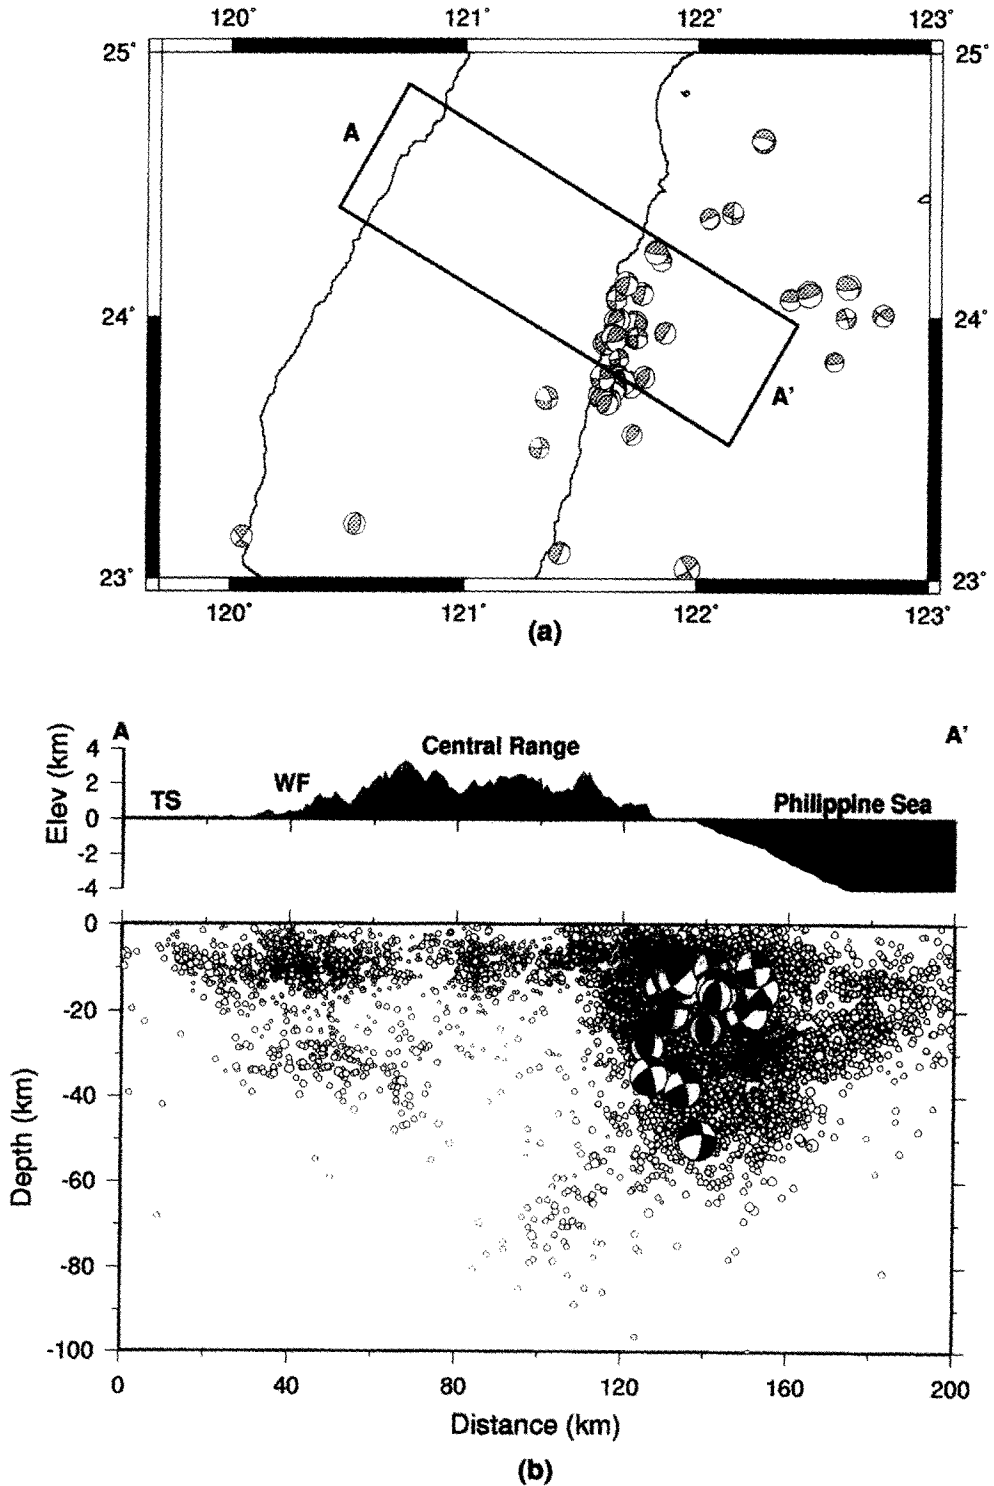 120° 121° 122° 123°
25° 25°
A
24° 24°
A'
23° 23°
120° 121° 122° 123°
(a)
A A'
Elev (km)
4
2
0
-2
-4
Central Range
WF
TS
Philippine Sea
Depth (km)
0
-20
-40
-60
-80
-100
0 40 80 120 160 200
Distance (km)
(b)